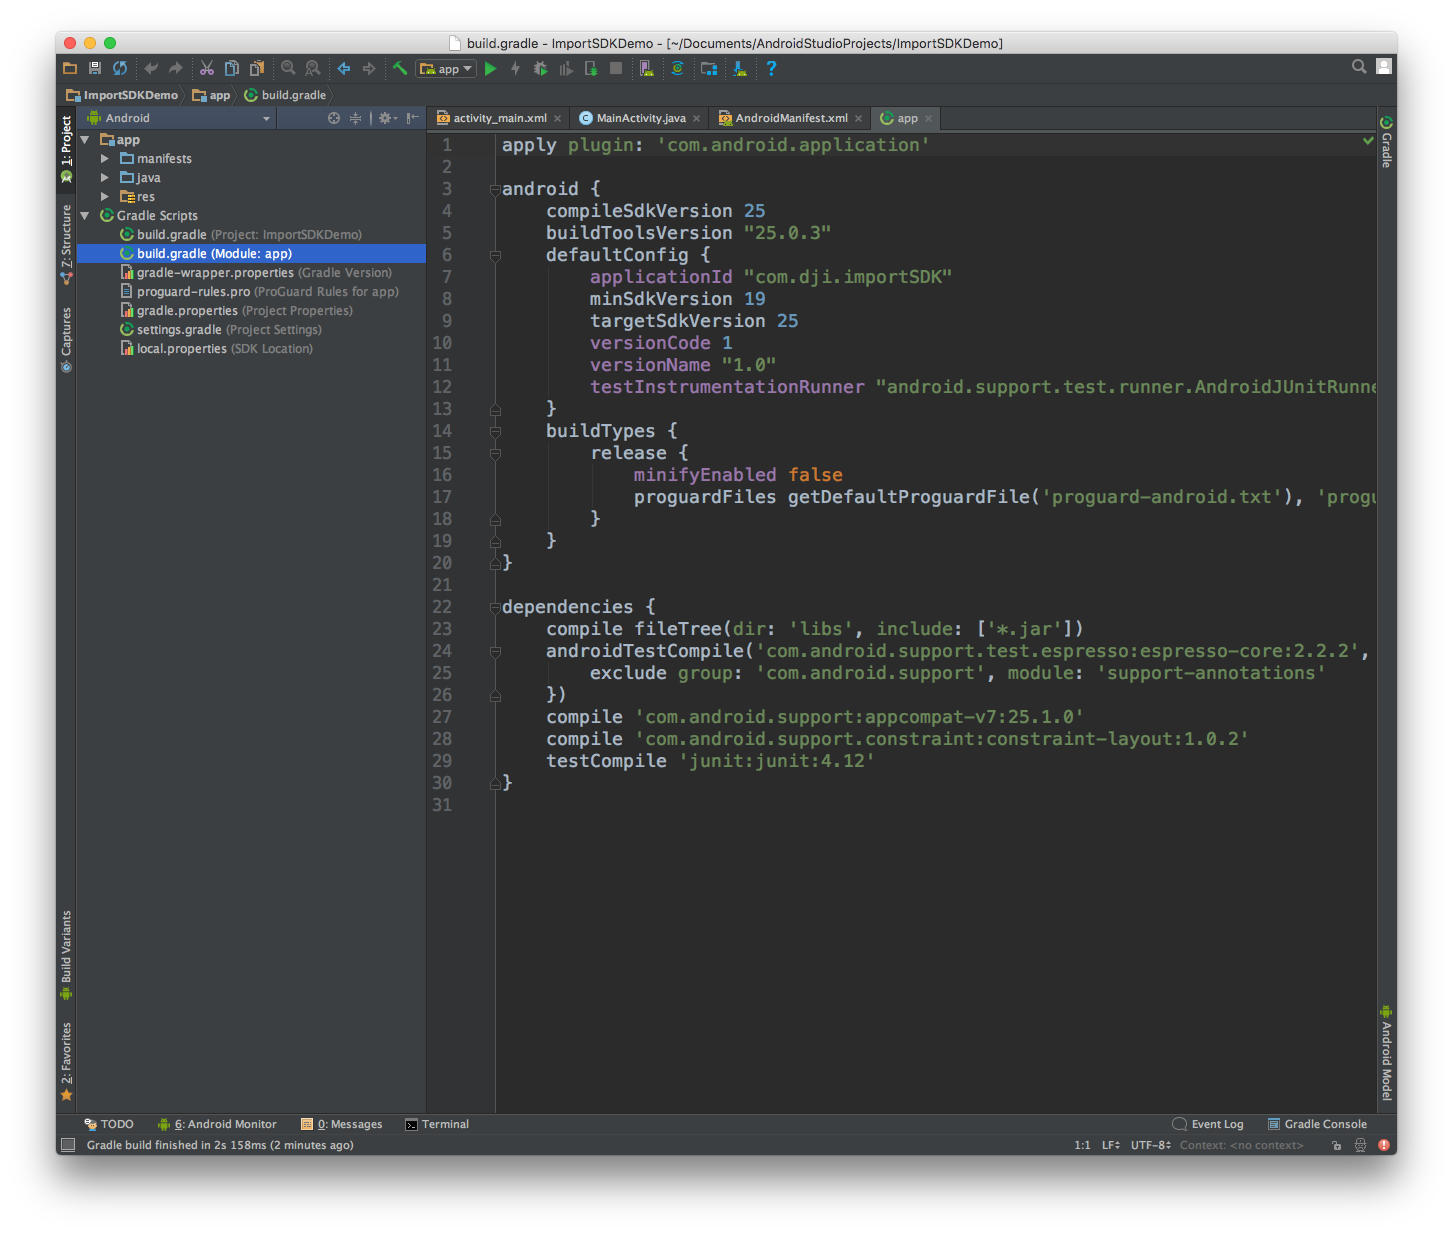 build.gradle - ImportSDKDemo - [~/Documents/AndroidStudioProjects/ImportSDKDemo]
app
ImportSDKDemo app build.gradle
Android
activity_main.xml MainActivity.java AndroidManifest.xml app
1: Project
7: Structure
Captures
Build Variants
2: Favorites
app
manifests
java
res
Gradle Scripts
build.gradle (Project: ImportSDKDemo)
build.gradle (Module: app)
gradle-wrapper.properties (Gradle Version)
proguard-rules.pro (ProGuard Rules for app)
gradle.properties (Project Properties)
settings.gradle (Project Settings)
local.properties (SDK Location)
1 apply plugin: 'com.android.application'
2
3 android {
4 compileSdkVersion 25
5 buildToolsVersion "25.0.3"
6 defaultConfig {
7 applicationId "com.dji.importSDK"
8 minSdkVersion 19
9 targetSdkVersion 25
10 versionCode 1
11 versionName "1.0"
12 testInstrumentationRunner "android.support.test.runner.AndroidJUnitRunne
13 }
14 buildTypes {
15 release {
16 minifyEnabled false
17 proguardFiles getDefaultProguardFile('proguard-android.txt'), 'progu
18 }
19 }
20 }
21
22 dependencies {
23 compile fileTree(dir: 'libs', include: ['*.jar'])
24 androidTestCompile('com.android.support.test.espresso:espresso-core:2.2.2',
25 exclude group: 'com.android.support', module: 'support-annotations'
26 })
27 compile 'com.android.support:appcompat-v7:25.1.0'
28 compile 'com.android.support.constraint:constraint-layout:1.0.2'
29 testCompile 'junit:junit:4.12'
30 }
31
Gradle
Android Model
TODO 6: Android Monitor 0: Messages Terminal Event Log Gradle Console
Gradle build finished in 2s 158ms (2 minutes ago) 1:1 LF UTF-8 Context: <no context>